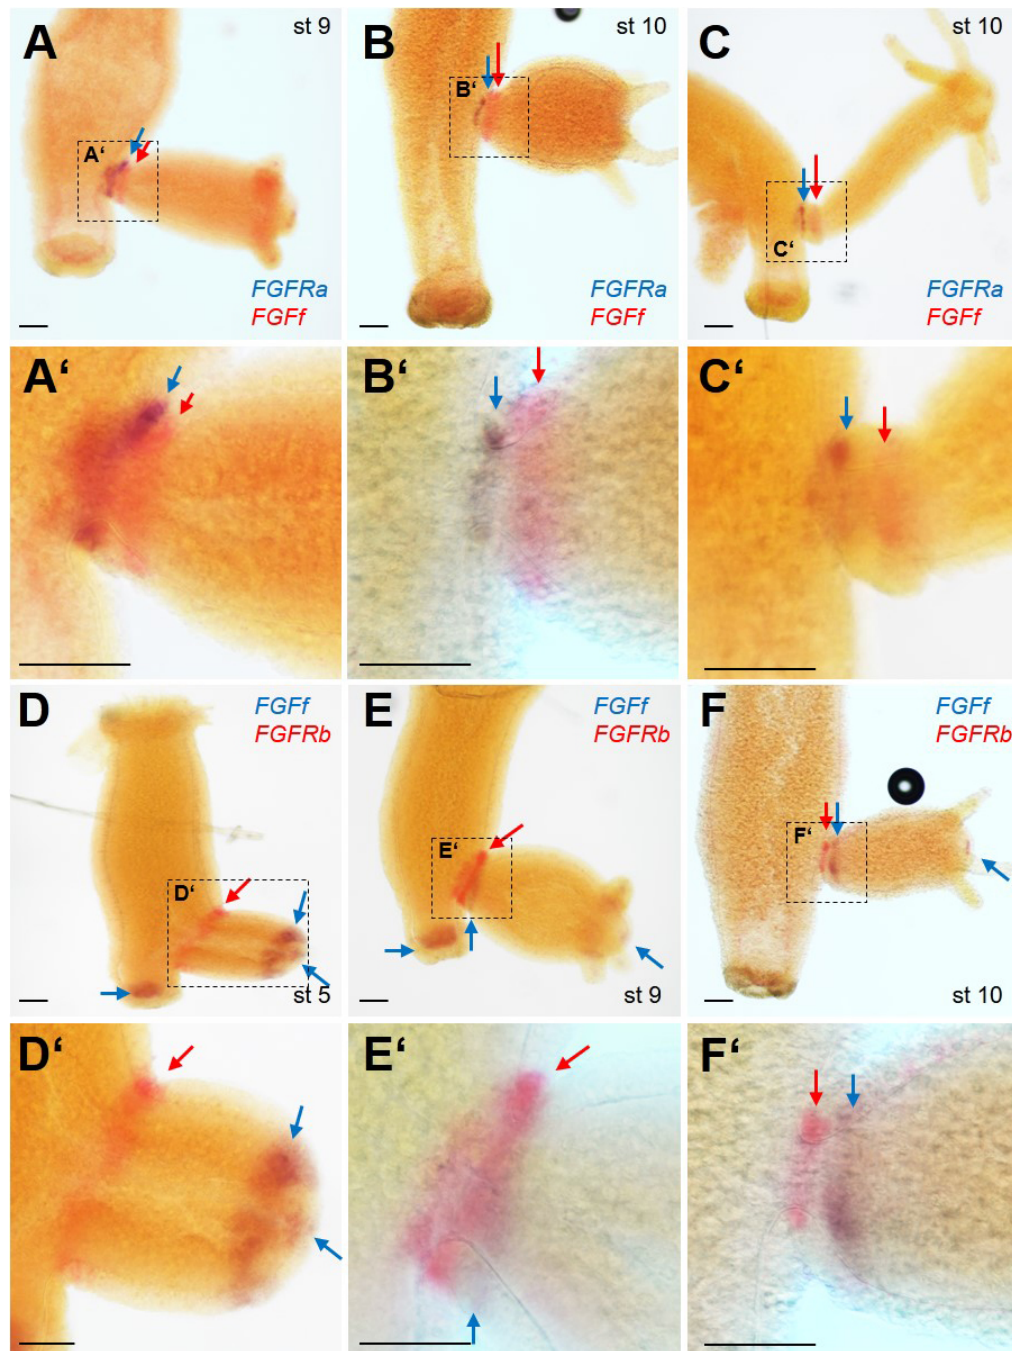 A
st 9
A‘
FGFRa
FGFf
B
st 10
B‘
FGFRa
FGFf
C
st 10
C‘
FGFRa
FGFf
A‘
B‘
C‘
D
FGFf
FGFRb
D‘
st 5
E
FGFf
FGFRb
E‘
st 9
F
FGFf
FGFRb
F‘
st 10
D‘
E‘
F‘